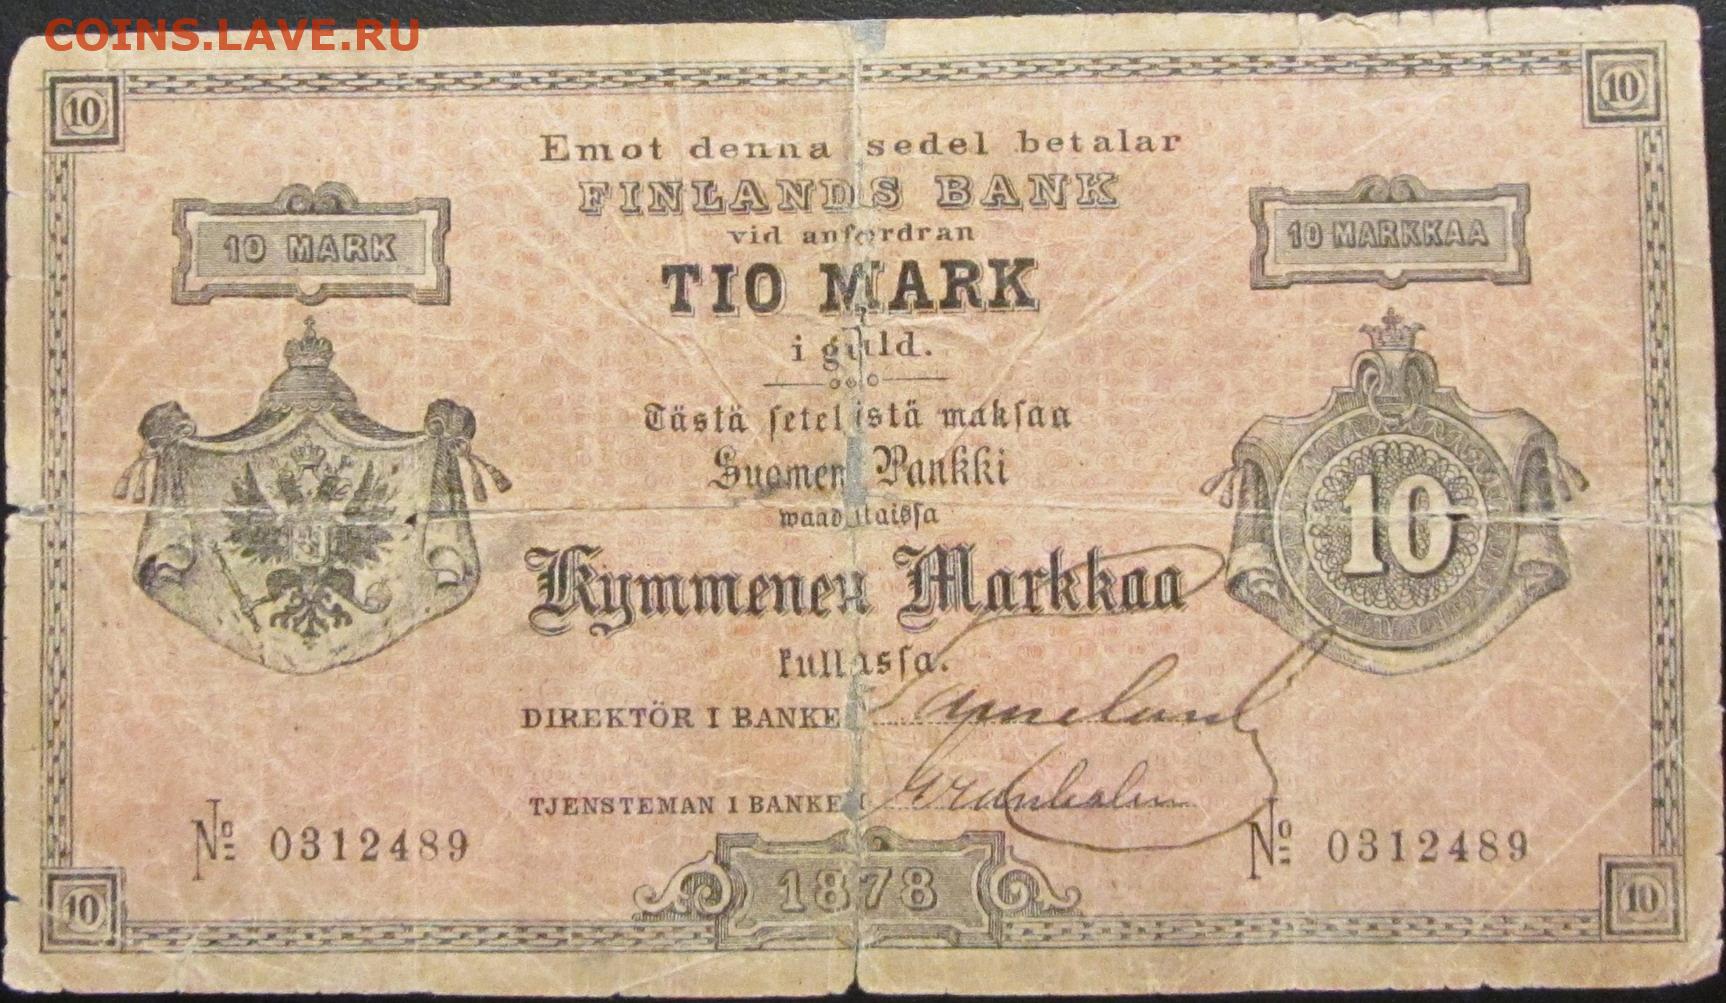 COINS.LAVE.RU
10 10
Emot denna sedel betalar
FINLANDS BANK
vid anfordran
10 MARK
10 MARKKAA
TIO MARK
i guld.
Tästä setelistä maksaa
Suomen Pankki
waadittaissa
10
Kymmenen Markkaa
kullassa.
DIREKTÖR I BANKEN
TJENSTEMAN I BANKEN
No 0312489
No 0312489
1878
10 10